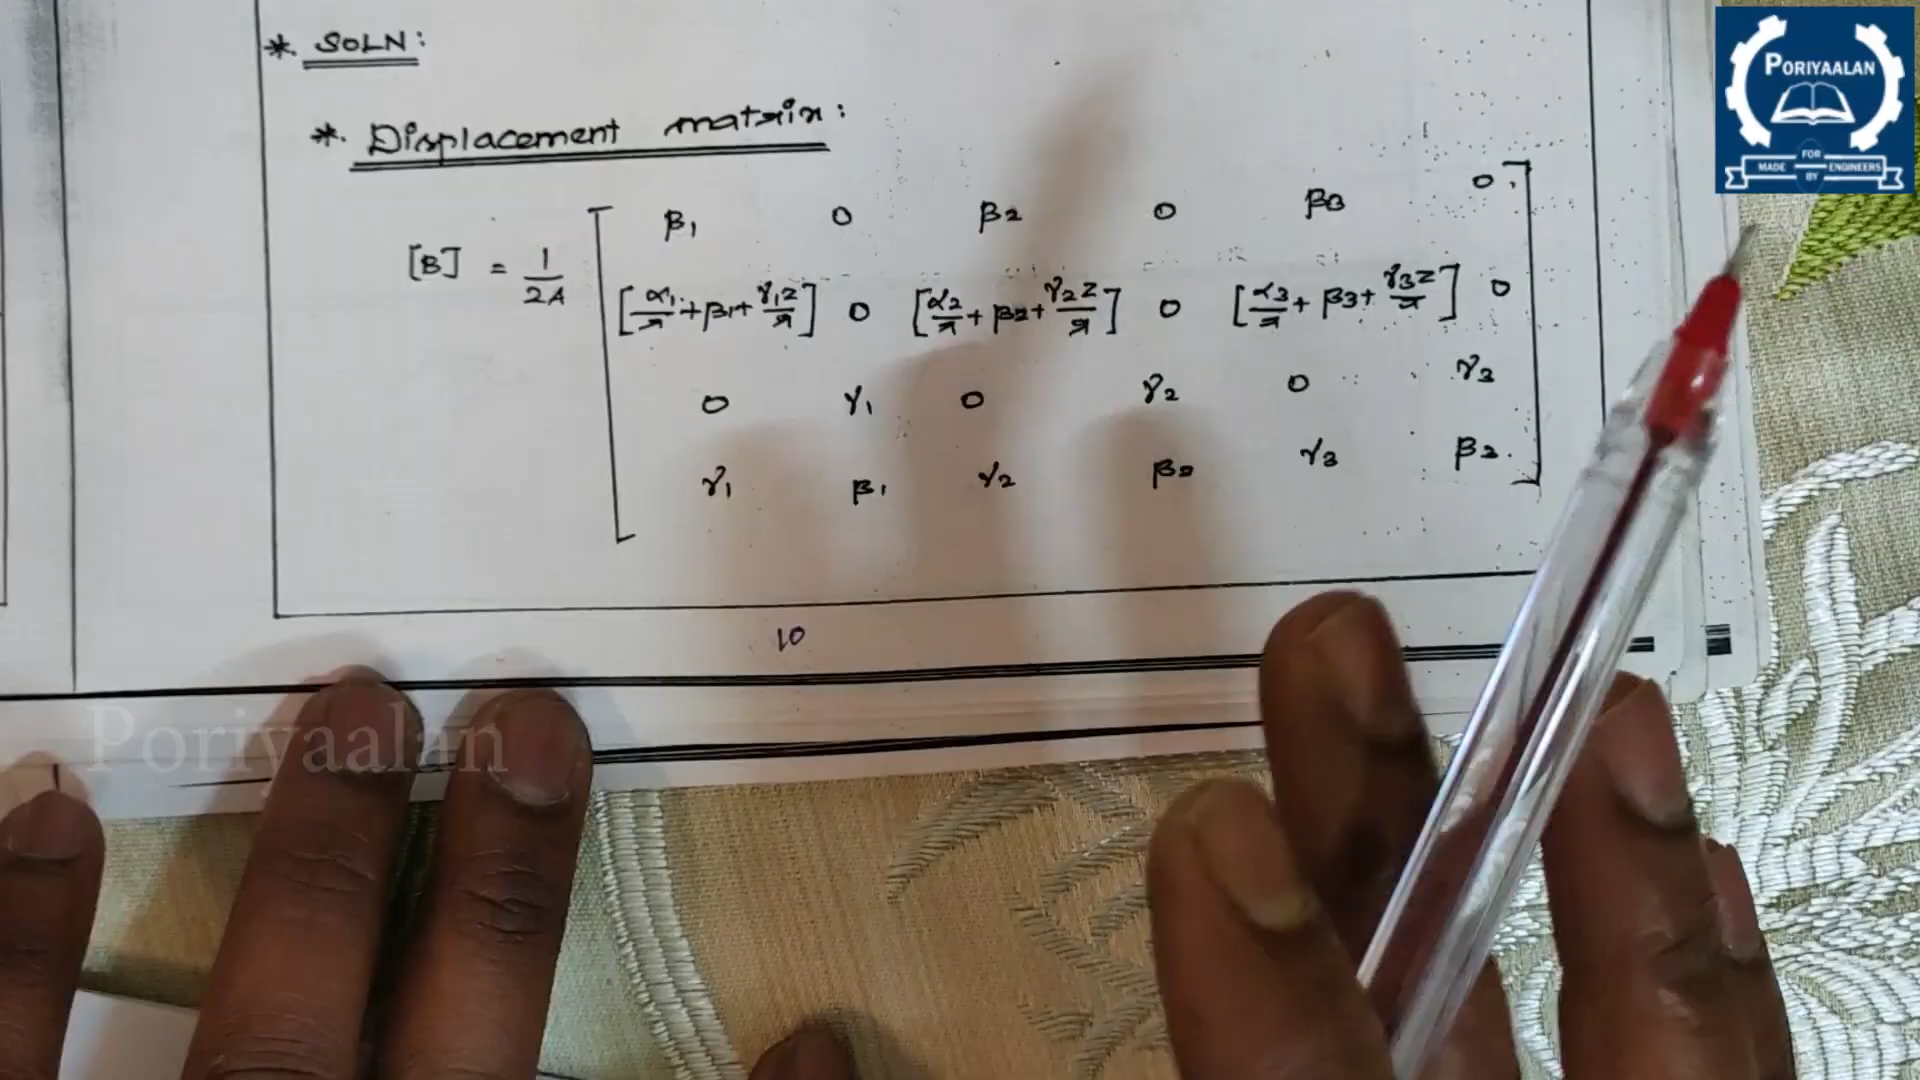 *. SOLN:
*. Displacement matrix:
[B] = 1/2A [ β1 0 β2 0 β3 0
[α1/r + β1 + γ1z/r] 0 [α2/r + β2 + γ2z/r] 0 [α3/r + β3 + γ3z/r] 0
0 γ1 0 γ2 0 γ3
γ1 β1 γ2 β2 γ3 β3 ]
10
Poriyaalan
PORIYAALAN
MADE FOR BY ENGINEERS